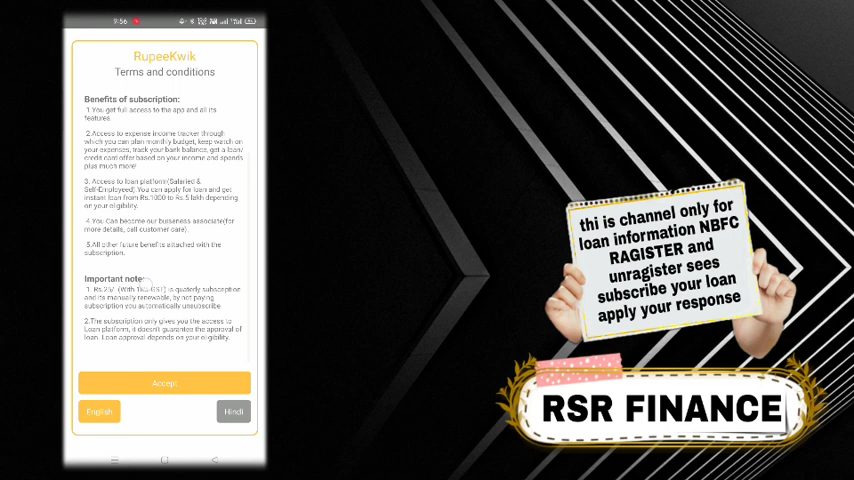 9:56
RupeeKwik
Terms and conditions
Benefits of subscription:
1.You get full access to the app and all its
features.
2.Access to expense income tracker through
which you can plan monthly budget, keep watch on
your expenses, track your bank balance, get a loan/
credit card offer based on your income and spends
plus much more!
3. Access to loan platform(Salaried &
Self-Employeed).You can apply for loan and get
instant loan from Rs.1000 to Rs.5 lakh depending
on your eligibility.
4.You Can become our buiseness associate(for
more details, call customer care).
5.All other future benefits attached with the
subscription.
Important note:
1. Rs.25/- (With GST) is quaterly subsception
and its manually renewable, by not paying
subscription you automatically unsubscribe.
2.The subscription only gives you the access to
Loan platform, it doesn't guarantee the approval of
loan. Loan approval depends on your eligibility.
Accept
English
Hindi
thi is channel only for
loan information NBFC
RAGISTER and
unragister sees
subscribe your loan
apply your response
RSR FINANCE